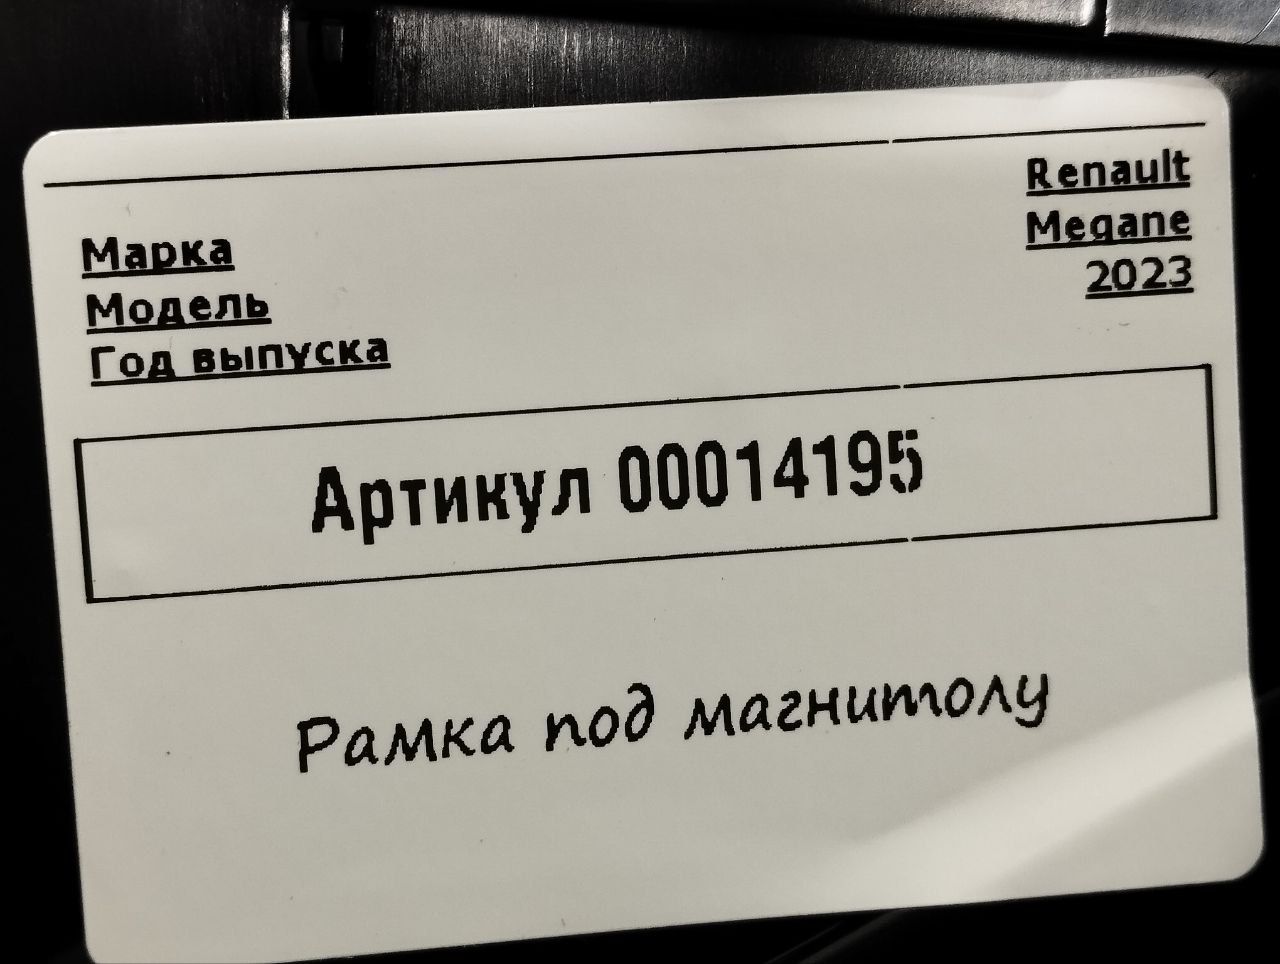 Марка Renault
Модель Megane
Год выпуска 2023
Артикул 00014195
Рамка под магнитолу